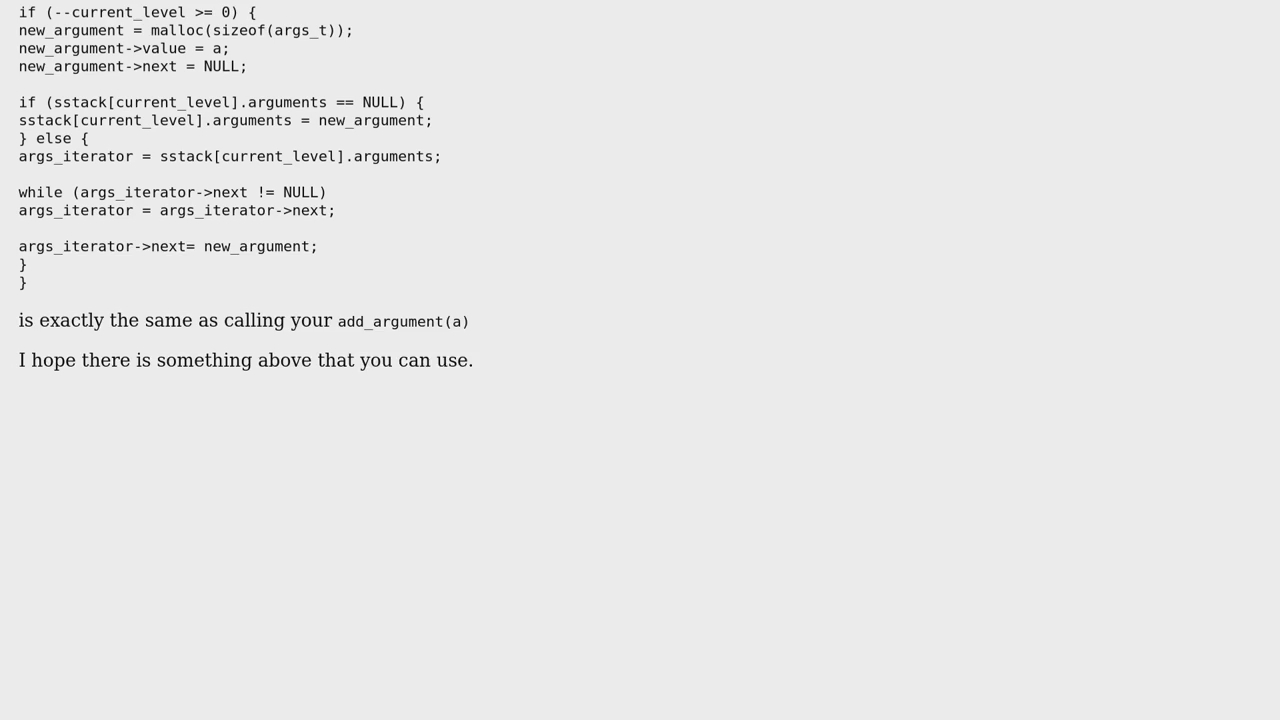 if (--current_level >= 0) {
new_argument = malloc(sizeof(args_t));
new_argument->value = a;
new_argument->next = NULL;
if (sstack[current_level].arguments == NULL) {
sstack[current_level].arguments = new_argument;
} else {
args_iterator = sstack[current_level].arguments;
while (args_iterator->next != NULL)
args_iterator = args_iterator->next;
args_iterator->next= new_argument;
}
}
is exactly the same as calling your add_argument(a)
I hope there is something above that you can use.